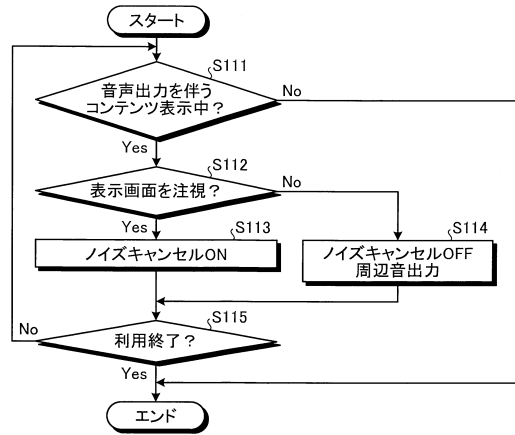 スタート
S111
音声出力を伴う
コンテンツ表示中？
No
Yes
S112
表示画面を注視？
No
Yes
S113
ノイズキャンセルON
S114
ノイズキャンセルOFF
周辺音出力
S115
No
利用終了？
Yes
エンド